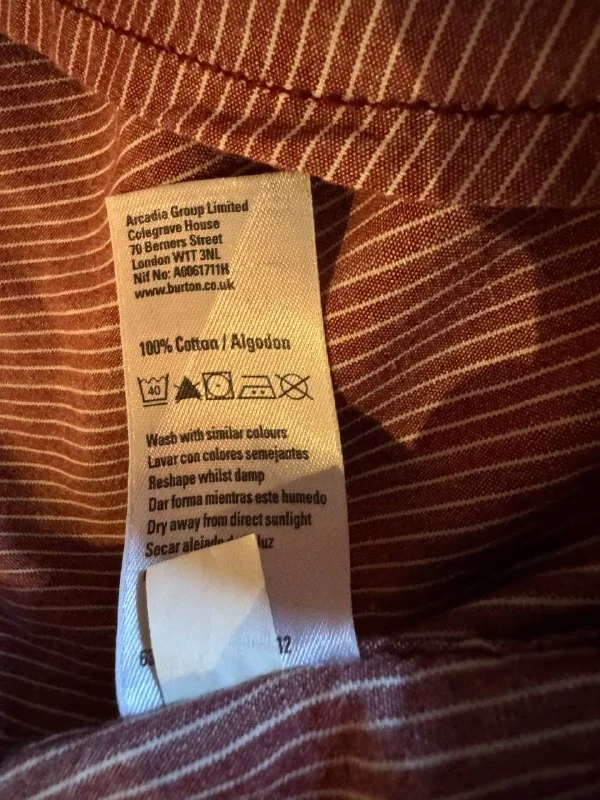 Arcadia Group Limited
Colegrave House
70 Berners Street
London W1T 3NL
Nif No: A0061711H
www.burton.co.uk
100% Cotton / Algodon
40
Wash with similar colours
Lavar con colores semejantes
Reshape whilst damp
Dar forma mientras este humedo
Dry away from direct sunlight
Secar alejado luz
12